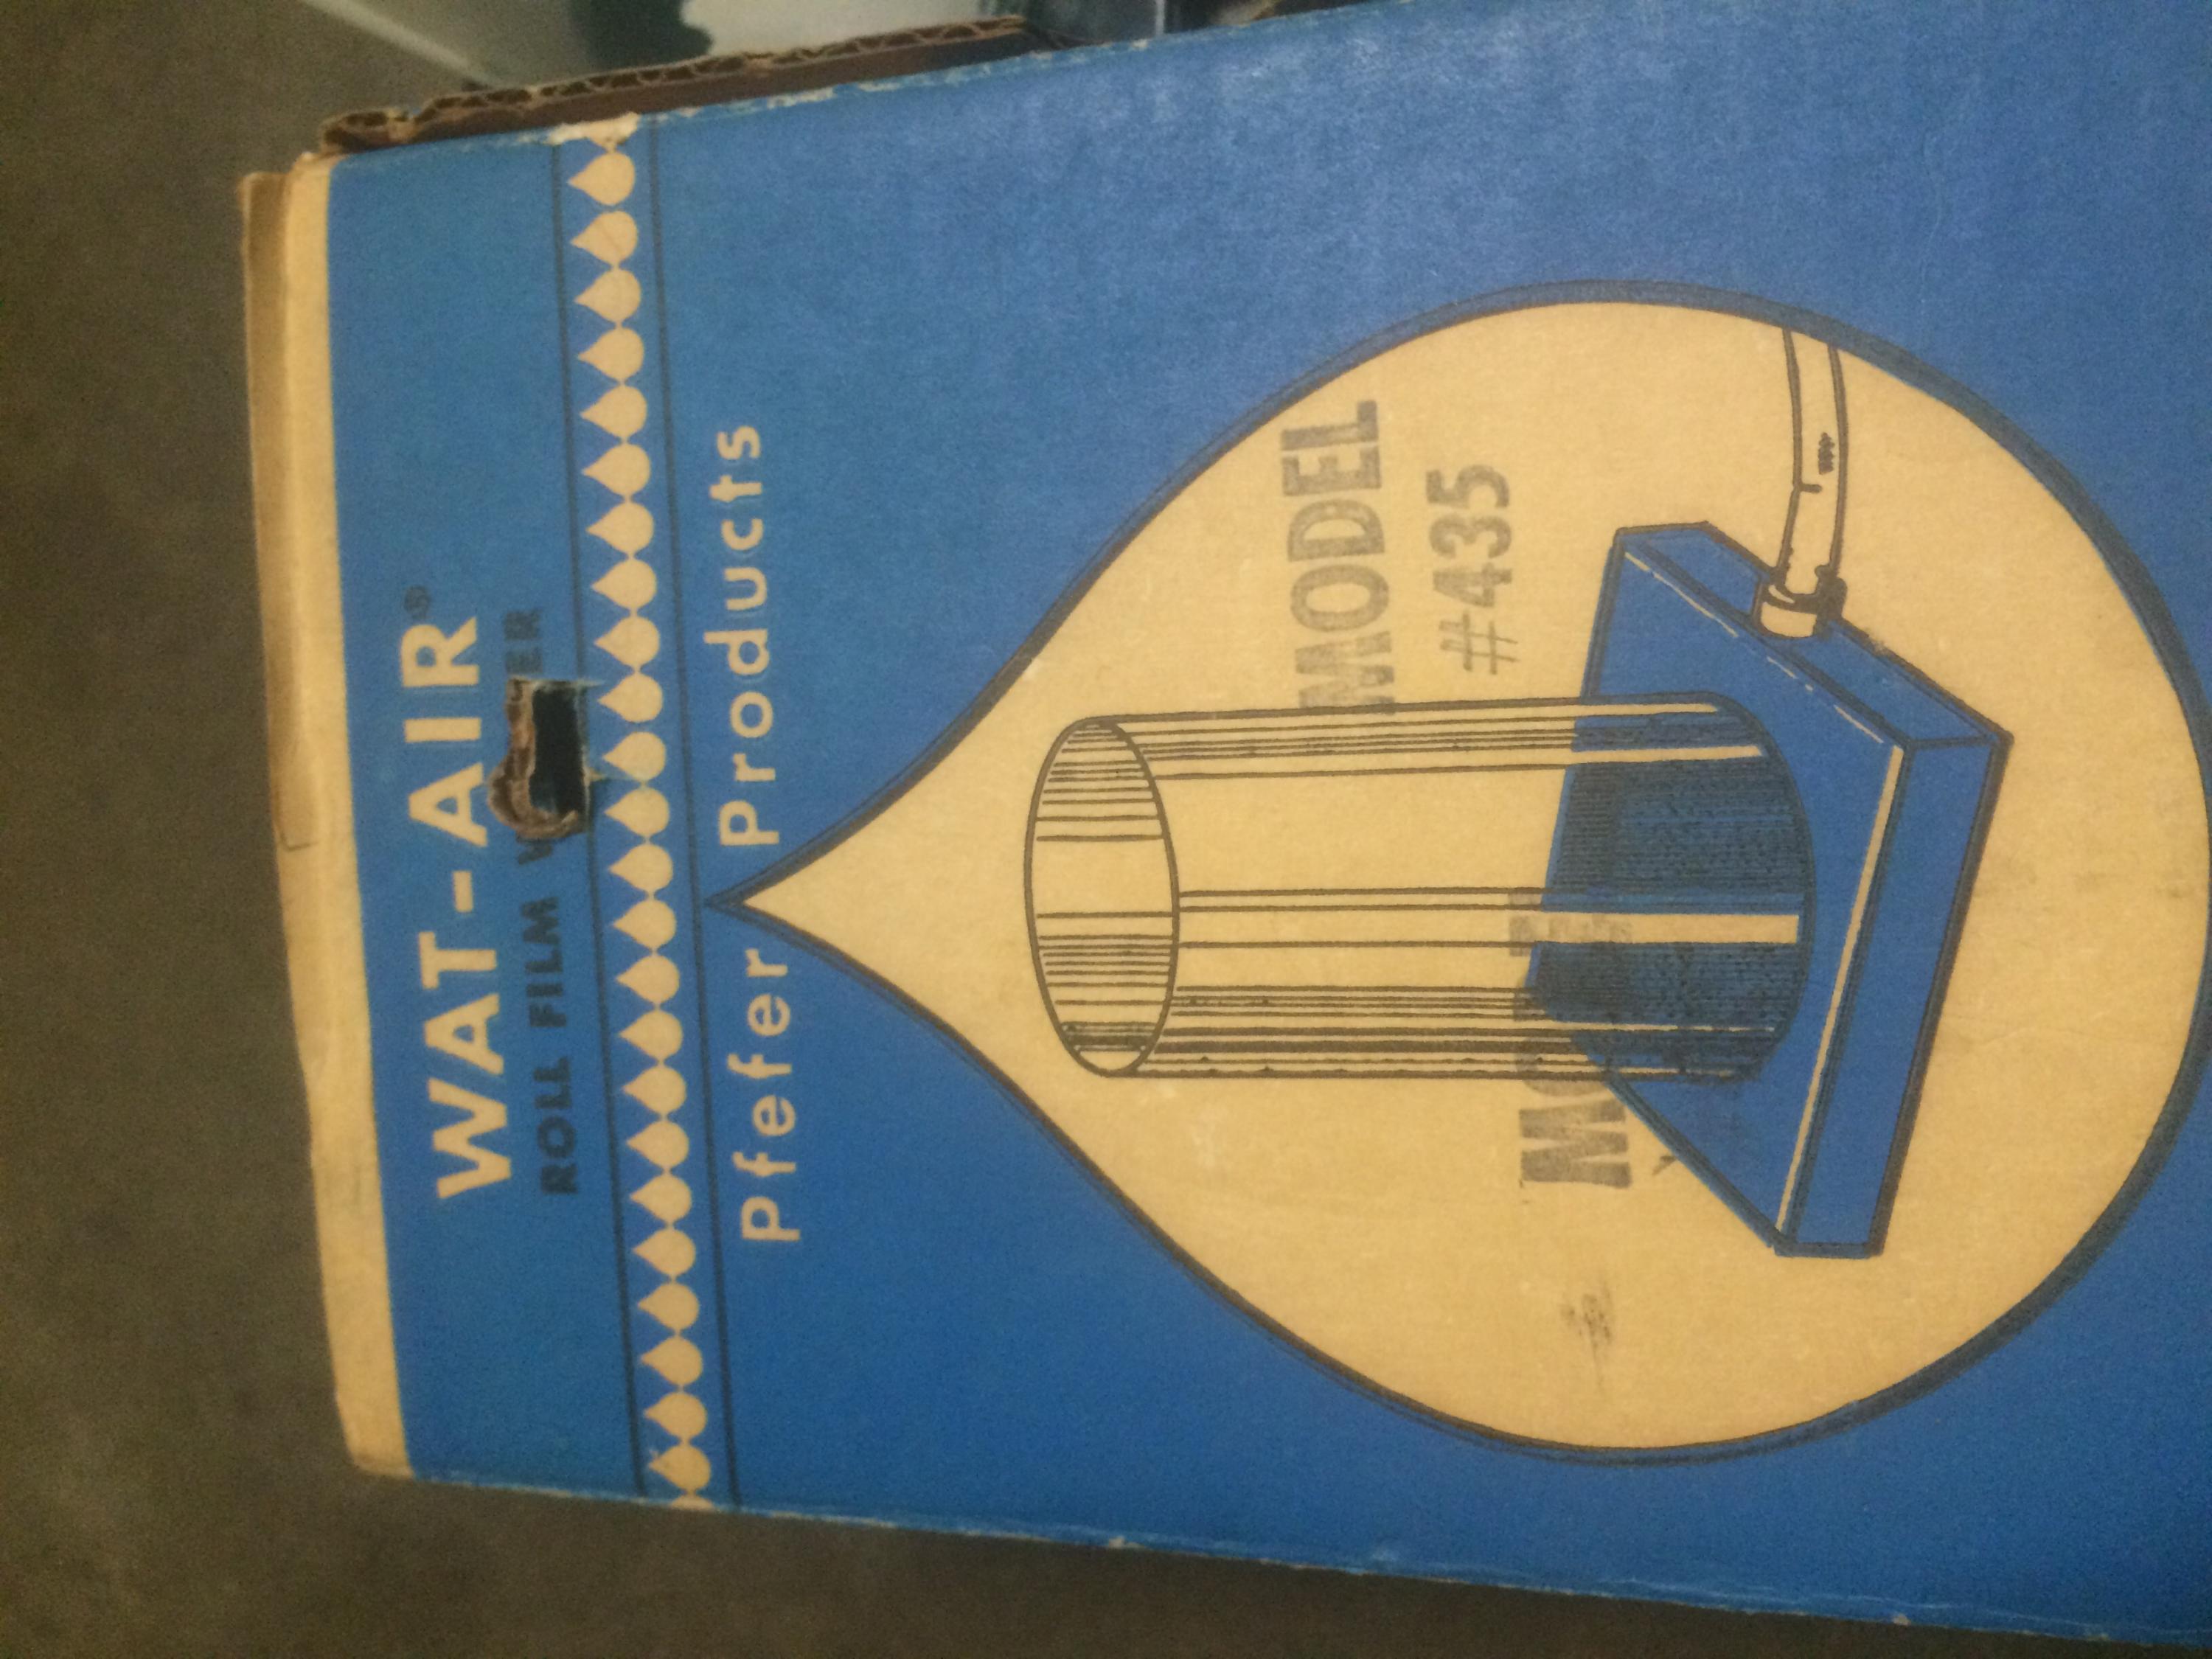 WAT-AIR®
ROLL FILM
Pfefer Products
MODEL
#435